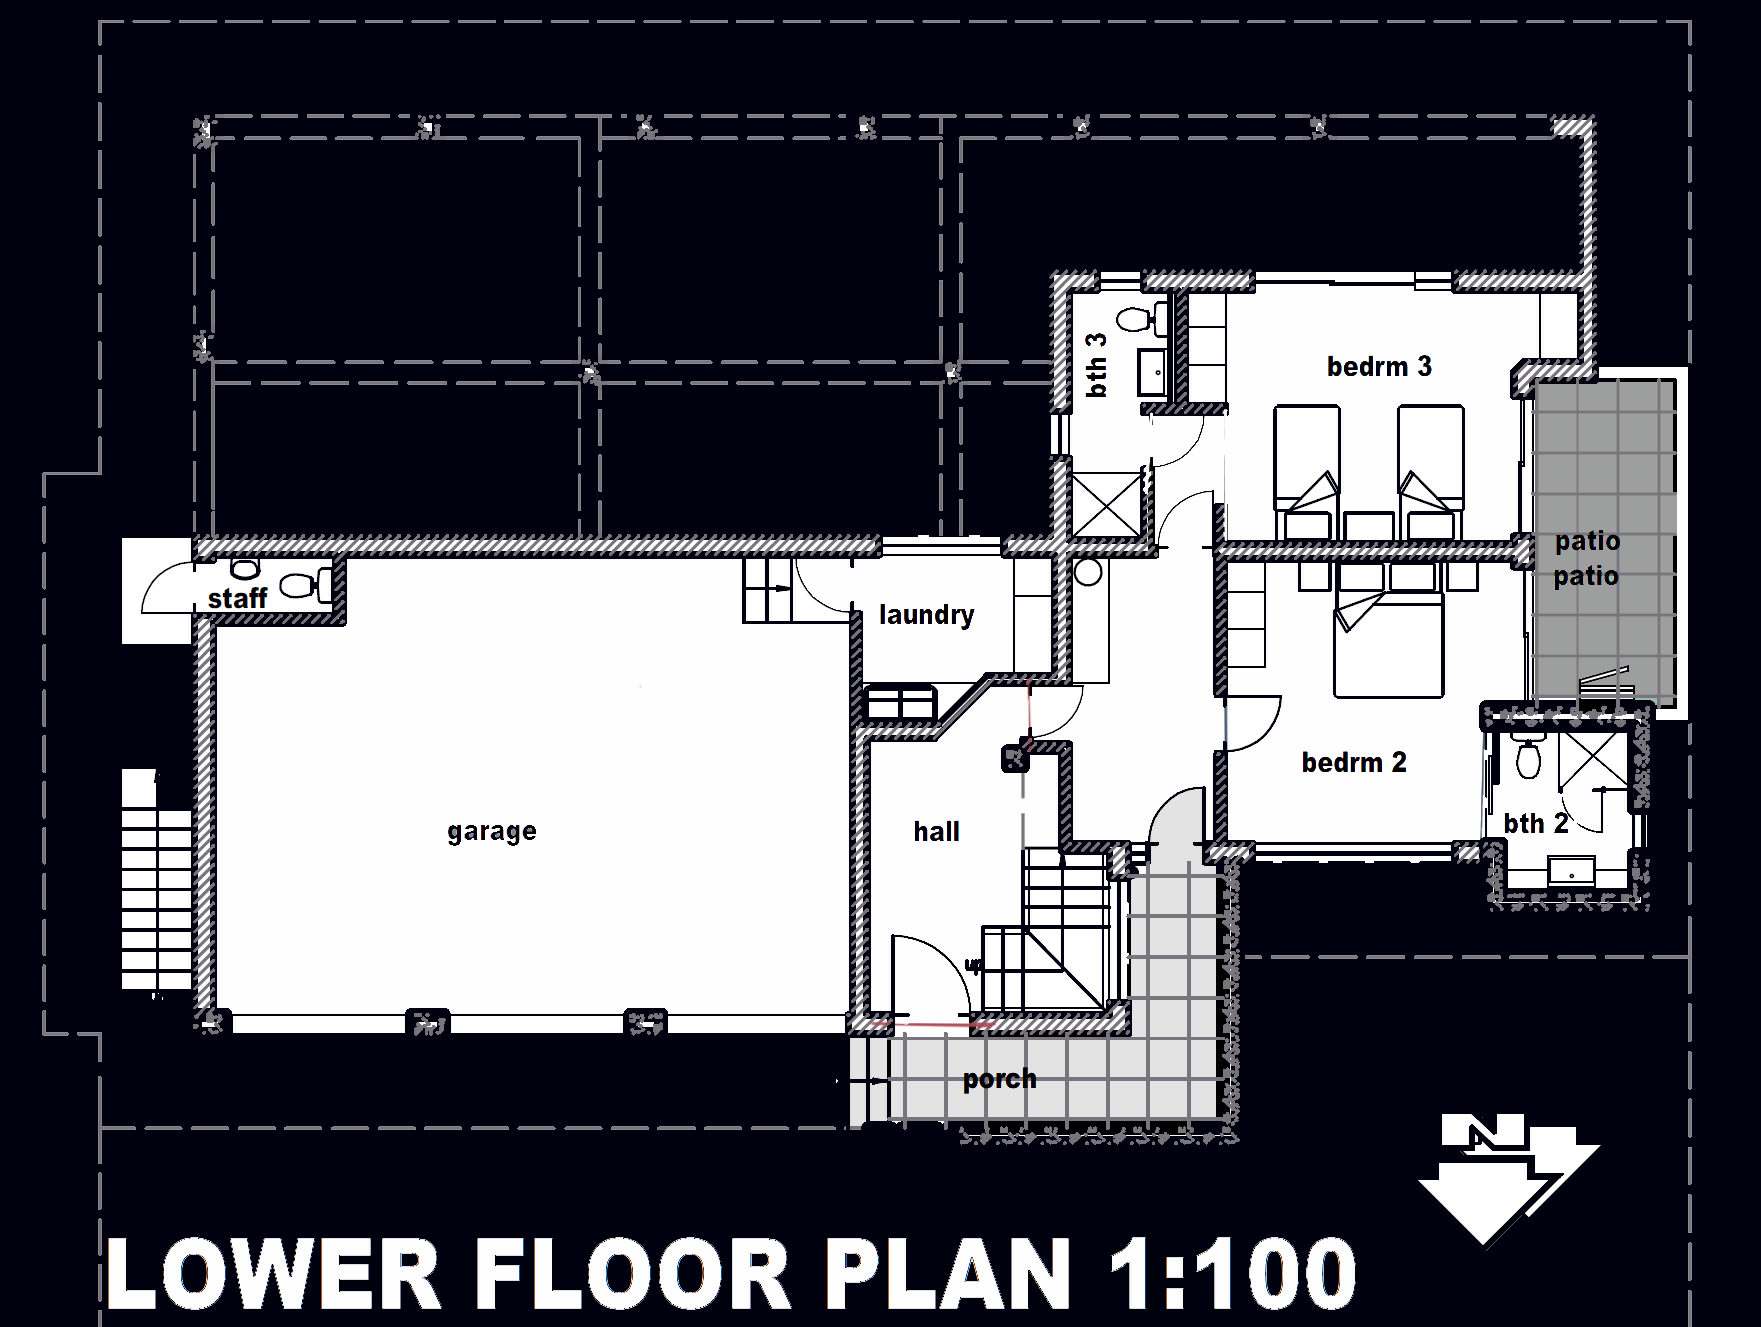 bth 3
bedrm 3
patio
patio
staff
laundry
bedrm 2
bth 2
garage
hall
up
porch
N
LOWER FLOOR PLAN 1:100